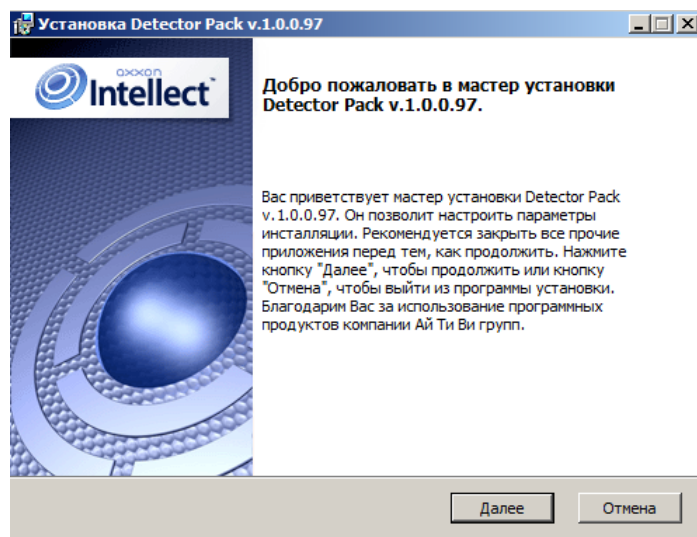 Установка Detector Pack v.1.0.0.97
axxon
Intellect
Добро пожаловать в мастер установки
Detector Pack v.1.0.0.97.
Вас приветствует мастер установки Detector Pack
v.1.0.0.97. Он позволит настроить параметры
инсталляции. Рекомендуется закрыть все прочие
приложения перед тем, как продолжить. Нажмите
кнопку "Далее", чтобы продолжить или кнопку
"Отмена", чтобы выйти из программы установки.
Благодарим Вас за использование программных
продуктов компании Ай Ти Ви групп.
Далее
Отмена